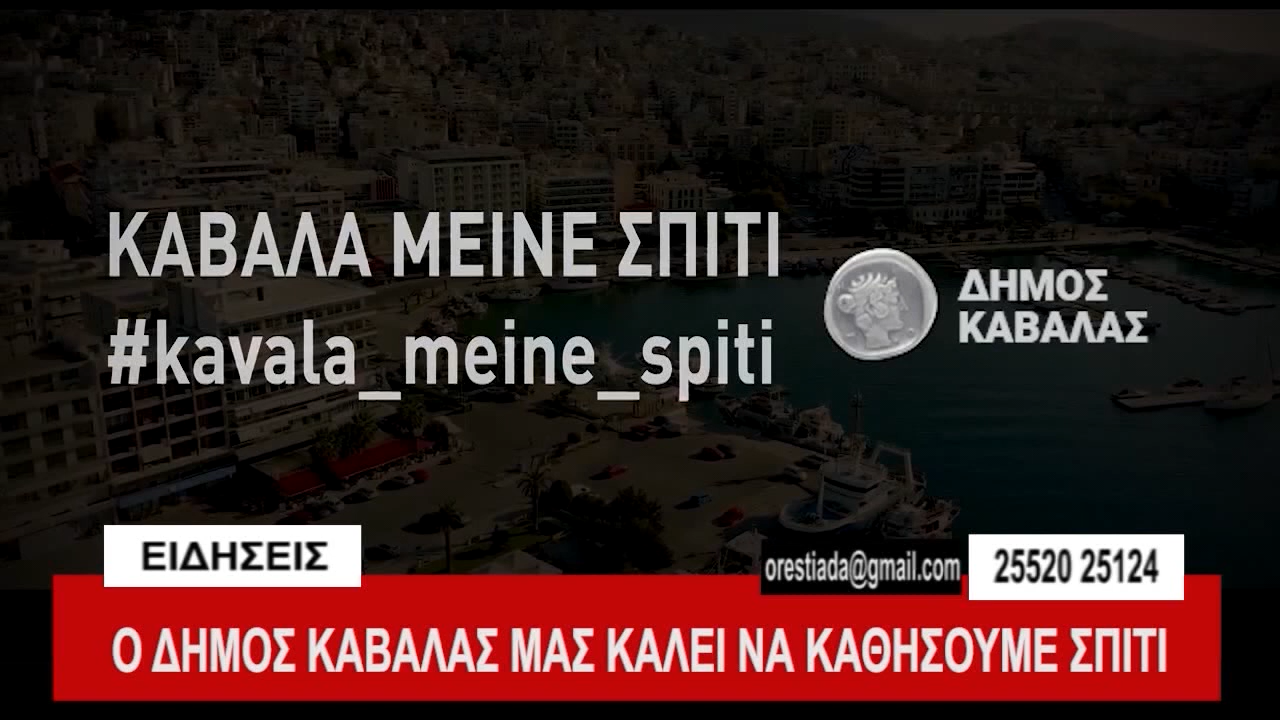 ΚΑΒΑΛΑ ΜΕΙΝΕ ΣΠΙΤΙ
#kavala_meine_spiti
ΔΗΜΟΣ
ΚΑΒΑΛΑΣ
ΕΙΔΗΣΕΙΣ
orestiada@gmail.com
25520 25124
Ο ΔΗΜΟΣ ΚΑΒΑΛΑΣ ΜΑΣ ΚΑΛΕΙ ΝΑ ΚΑΘΗΣΟΥΜΕ ΣΠΙΤΙ